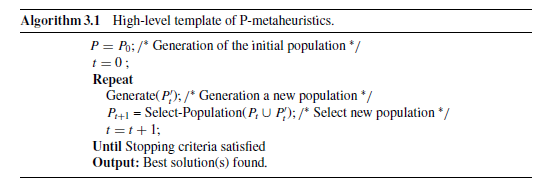 Algorithm 3.1 High-level template of P-metaheuristics.
P = P₀; /* Generation of the initial population */
t = 0 ;
Repeat
Generate(P′ₜ); /* Generation a new population */
Pₜ₊₁ = Select-Population(Pₜ ∪ P′ₜ); /* Select new population */
t = t + 1;
Until Stopping criteria satisfied
Output: Best solution(s) found.